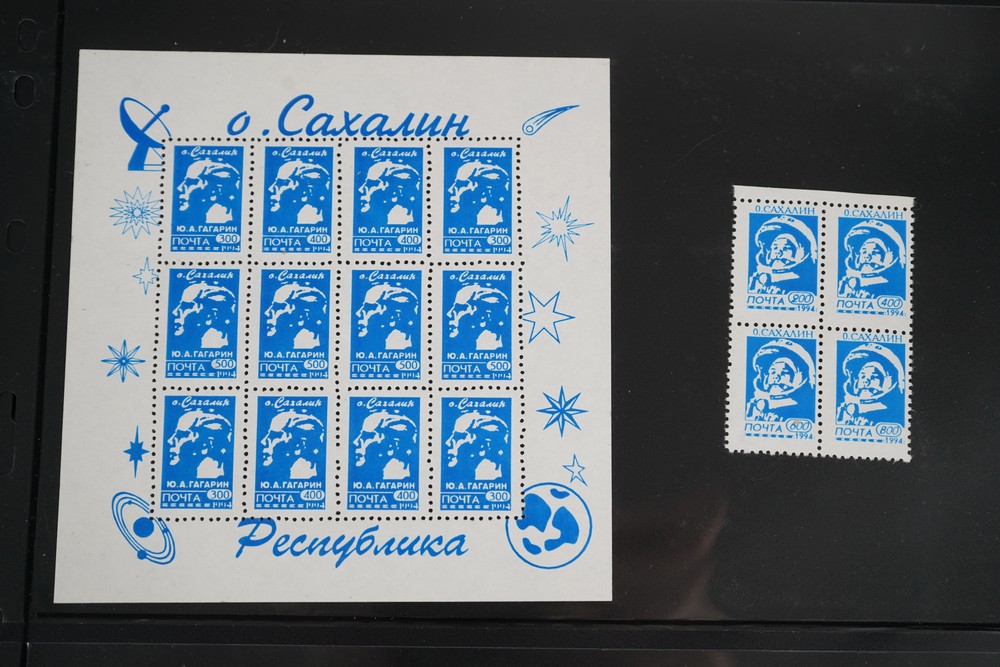 о. Сахалин
о. Сахалин о. Сахалин о. Сахалин о. Сахалин
Ю.А.ГАГАРИН Ю.А.ГАГАРИН Ю.А.ГАГАРИН Ю.А.ГАГАРИН
ПОЧТА 300 ПОЧТА 400 ПОЧТА 400 ПОЧТА 300
1994 1994 1994 1994
о. Сахалин о. Сахалин о. Сахалин о. Сахалин
Ю.А.ГАГАРИН Ю.А.ГАГАРИН Ю.А.ГАГАРИН Ю.А.ГАГАРИН
ПОЧТА 500 ПОЧТА 500 ПОЧТА 500 ПОЧТА 500
1994 1994 1994 1994
о. Сахалин о. Сахалин о. Сахалин о. Сахалин
Ю.А.ГАГАРИН Ю.А.ГАГАРИН Ю.А.ГАГАРИН Ю.А.ГАГАРИН
ПОЧТА 300 ПОЧТА 400 ПОЧТА 400 ПОЧТА 300
1994 1994 1994 1994
Республика
О.САХАЛИН О.САХАЛИН
ПОЧТА 200 ПОЧТА 400
1994 1994
О.САХАЛИН О.САХАЛИН
ПОЧТА 600 ПОЧТА 800
1994 1994